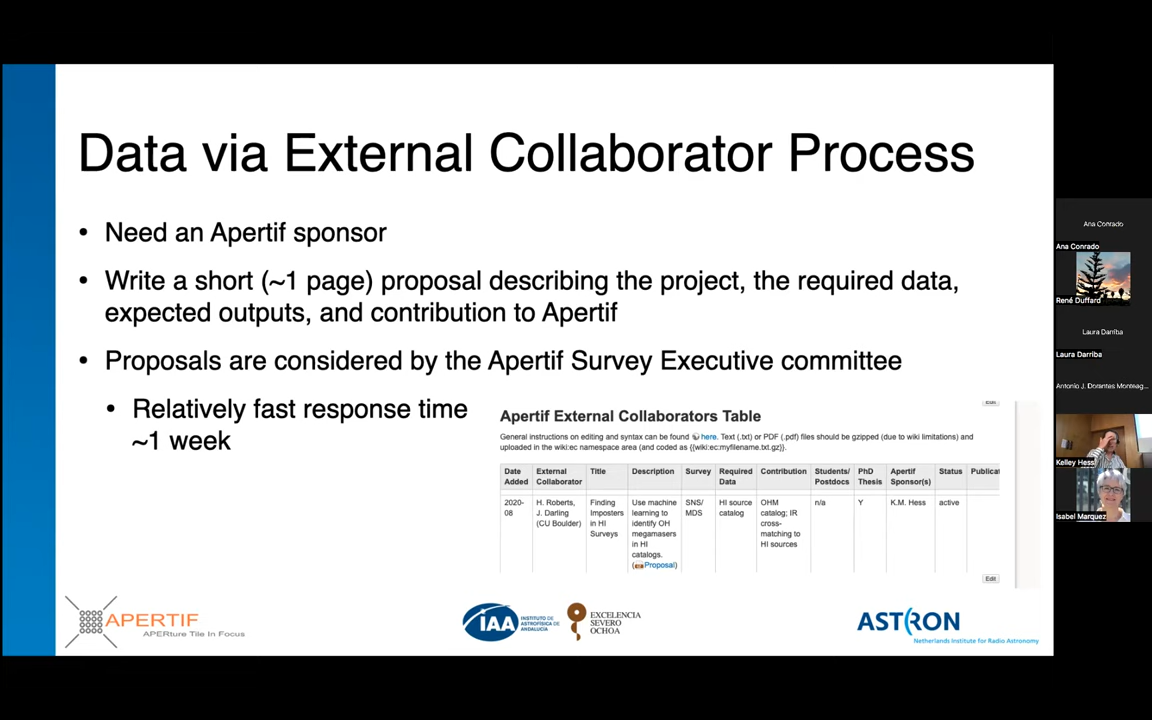 Data via External Collaborator Process
• Need an Apertif sponsor
• Write a short (~1 page) proposal describing the project, the required data,
expected outputs, and contribution to Apertif
• Proposals are considered by the Apertif Survey Executive committee
• Relatively fast response time
~1 week
Edit
Apertif External Collaborators Table
General instructions on editing and syntax can be found here. Text (.txt) or PDF (.pdf) files should be gzipped (due to wiki limitations) and
uploaded in the wiki:ec namespace area (and coded as {{wiki:ec:myfilename.txt.gz}}.
Date Added External Collaborator Title Description Survey Required Data Contribution Students/ Postdocs PhD Thesis Apertif Sponsor(s) Status Publicat
2020-08 H. Roberts, J. Darling (CU Boulder) Finding Imposters in HI Surveys Use machine learning to identify OH megamasers in HI catalogs. (Proposal) SNS/ MDS HI source catalog OHM catalog; IR cross-matching to HI sources n/a Y K.M. Hess active
Edit
APERTIF
APERture Tile In Focus
IAA
INSTITUTO DE
ASTROFÍSICA DE
ANDALUCÍA
EXCELENCIA
SEVERO
OCHOA
ASTRON
Netherlands Institute for Radio Astronomy
Ana Conrado
Ana Conrado
René Duffard
Laura Darriba
Laura Darriba
Antonio J. Dorantes Monteag...
Kelley Hess
Isabel Marquez